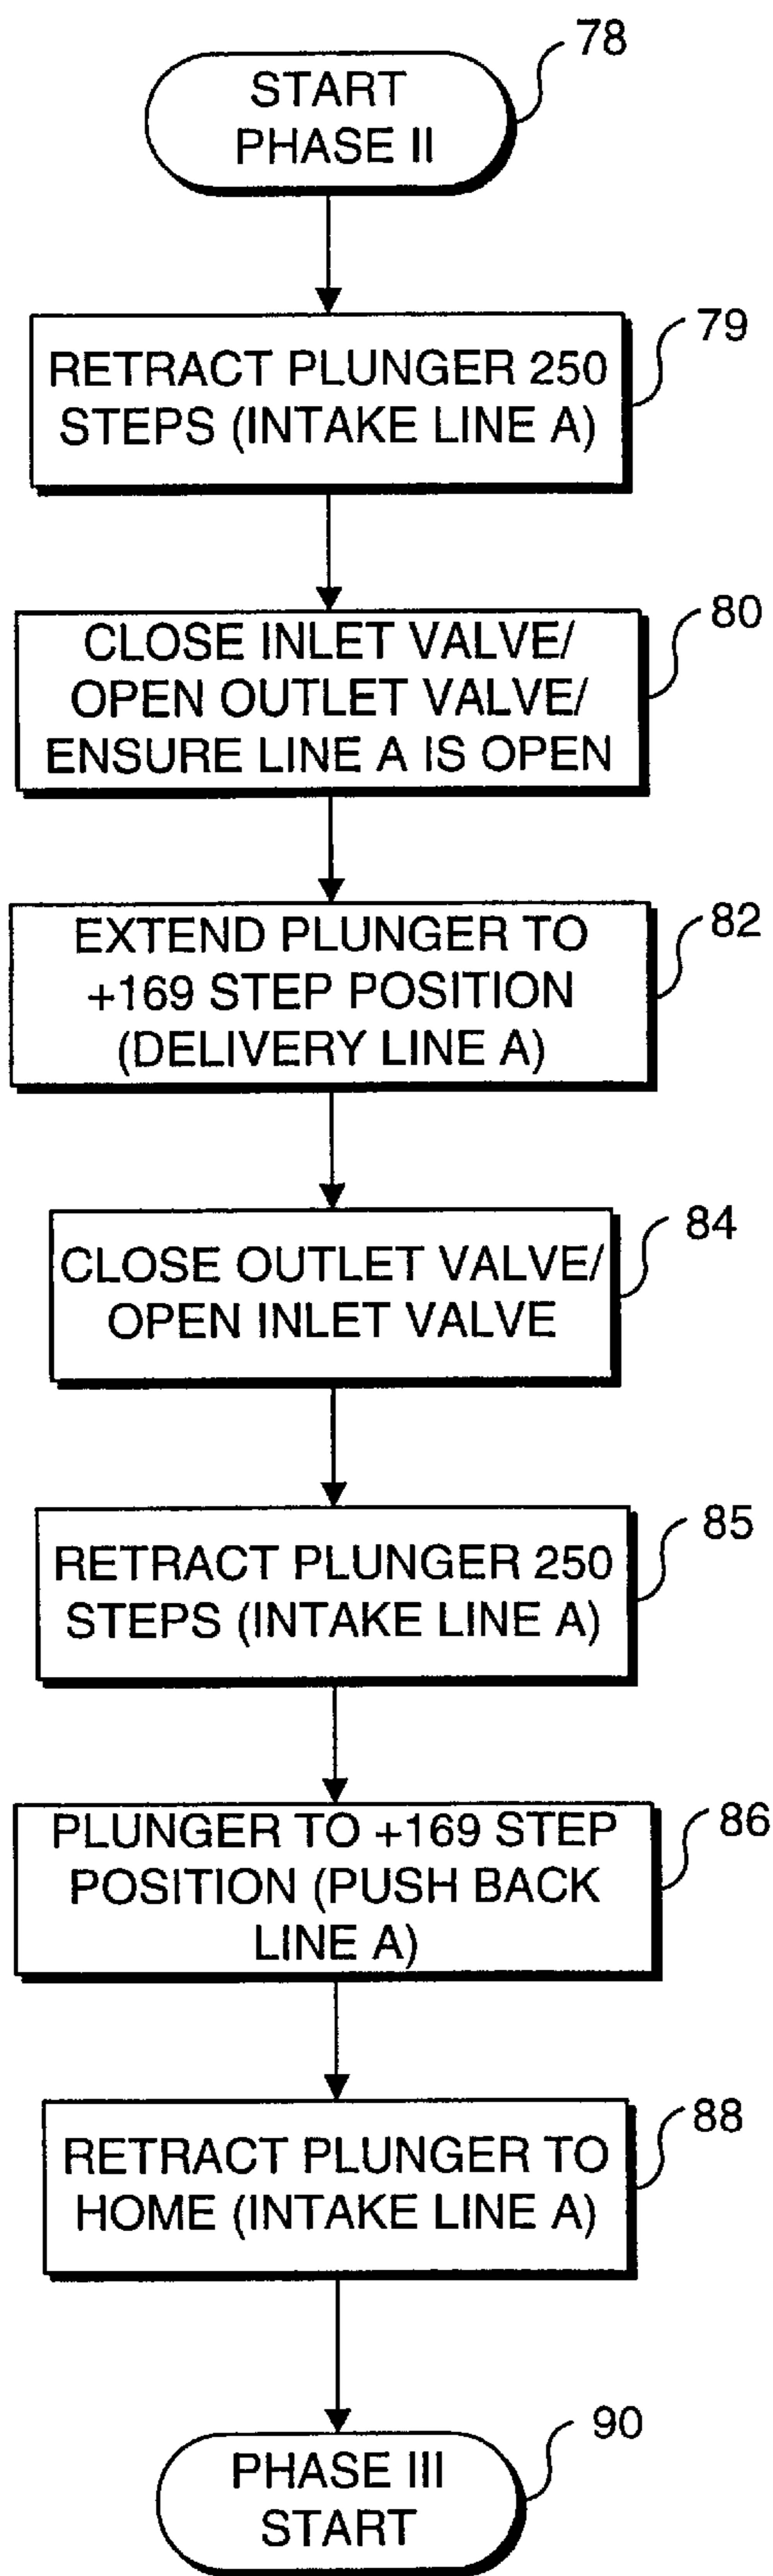 78
START
PHASE II
79
RETRACT PLUNGER 250
STEPS (INTAKE LINE A)
80
CLOSE INLET VALVE/
OPEN OUTLET VALVE/
ENSURE LINE A IS OPEN
82
EXTEND PLUNGER TO
+169 STEP POSITION
(DELIVERY LINE A)
84
CLOSE OUTLET VALVE/
OPEN INLET VALVE
85
RETRACT PLUNGER 250
STEPS (INTAKE LINE A)
86
PLUNGER TO +169 STEP
POSITION (PUSH BACK
LINE A)
88
RETRACT PLUNGER TO
HOME (INTAKE LINE A)
90
PHASE III
START